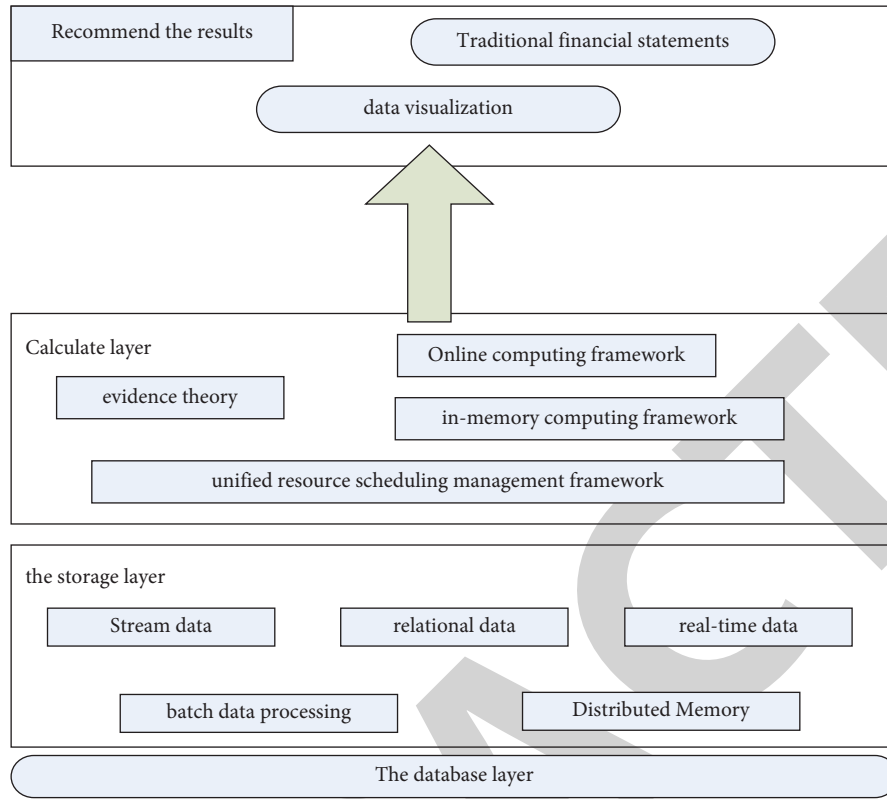 Recommend the results
Traditional financial statements
data visualization
Calculate layer
Online computing framework
evidence theory
in-memory computing framework
unified resource scheduling management framework
the storage layer
Stream data
relational data
real-time data
batch data processing
Distributed Memory
The database layer